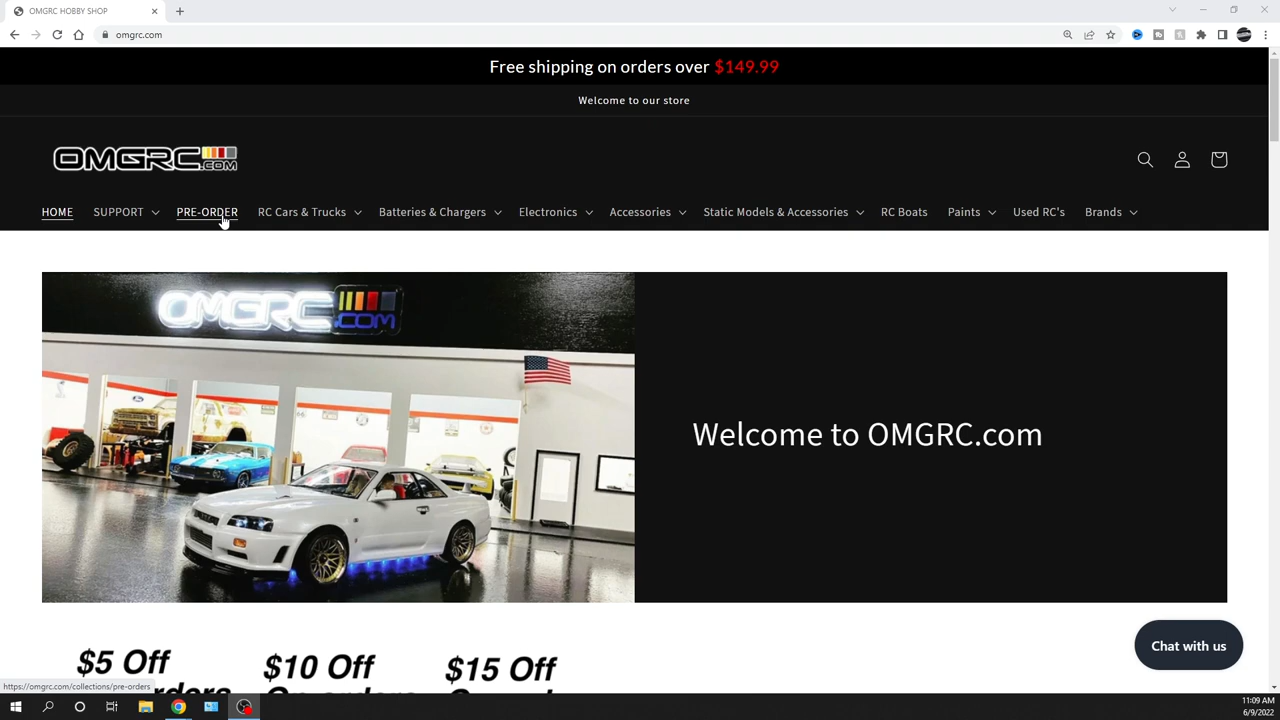 OMGRC HOBBY SHOP
omgrc.com
Free shipping on orders over $149.99
Welcome to our store
OMGRC.COM
HOME SUPPORT PRE-ORDER RC Cars & Trucks Batteries & Chargers Electronics Accessories Static Models & Accessories RC Boats Paints Used RC's Brands
OMGRC.COM
Welcome to OMGRC.com
$5 Off $10 Off $15 Off
Chat with us
https://omgrc.com/collections/pre-orders
11:09 AM
6/9/2022